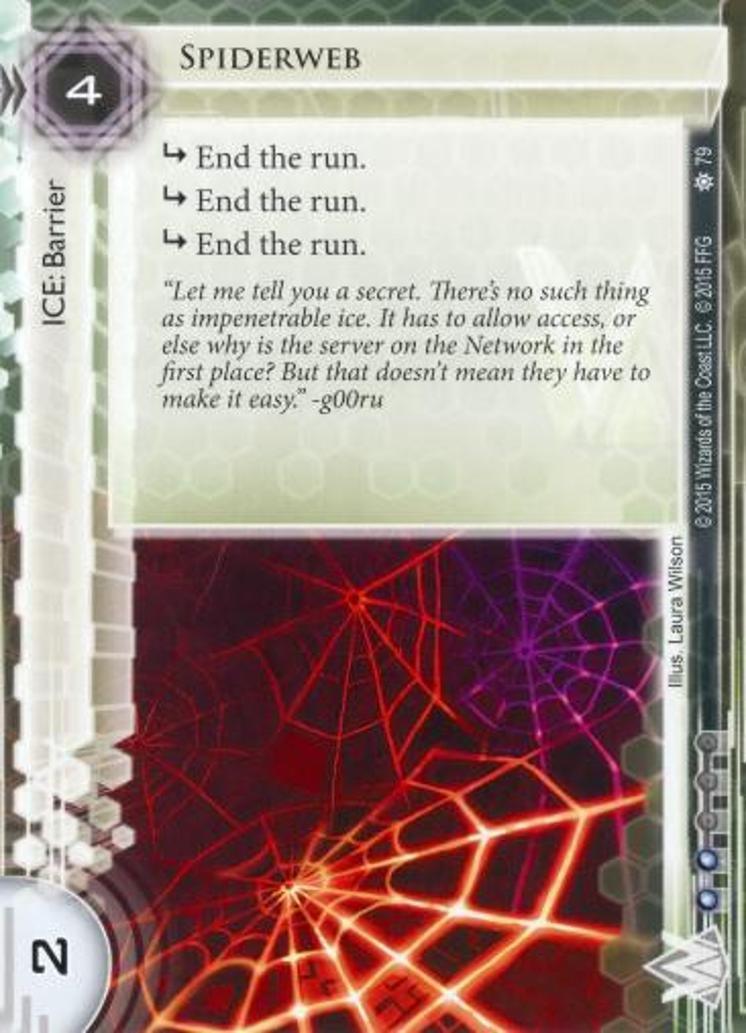 SPIDERWEB
4
ICE: Barrier
↳ End the run.
↳ End the run.
↳ End the run.
“Let me tell you a secret. There’s no such thing
as impenetrable ice. It has to allow access, or
else why is the server on the Network in the
first place? But that doesn’t mean they have to
make it easy.” -g00ru
2
Illus. Laura Wilson
© 2015 Wizards of the Coast LLC. © 2015 FFG
79